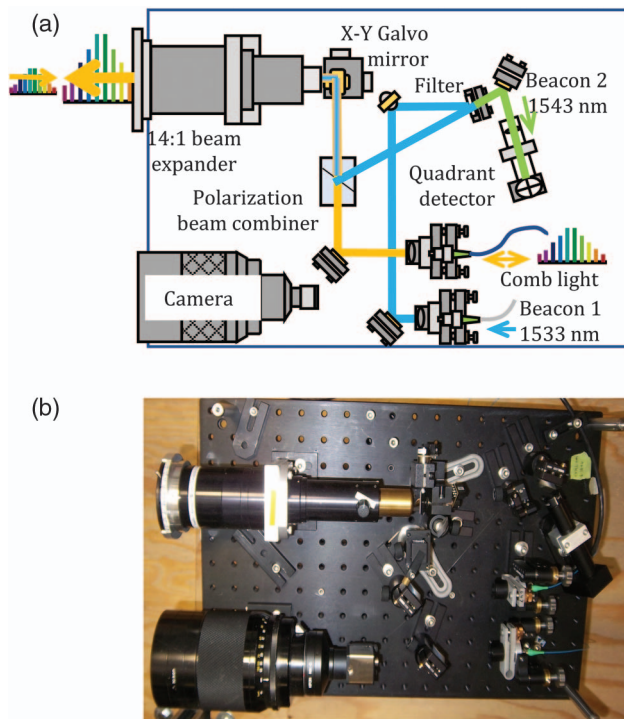 (a)
X-Y Galvo
mirror
Filter
Beacon 2
1543 nm
14:1 beam
expander
Quadrant
detector
Polarization
beam combiner
Comb light
Camera
Beacon 1
1533 nm
(b)